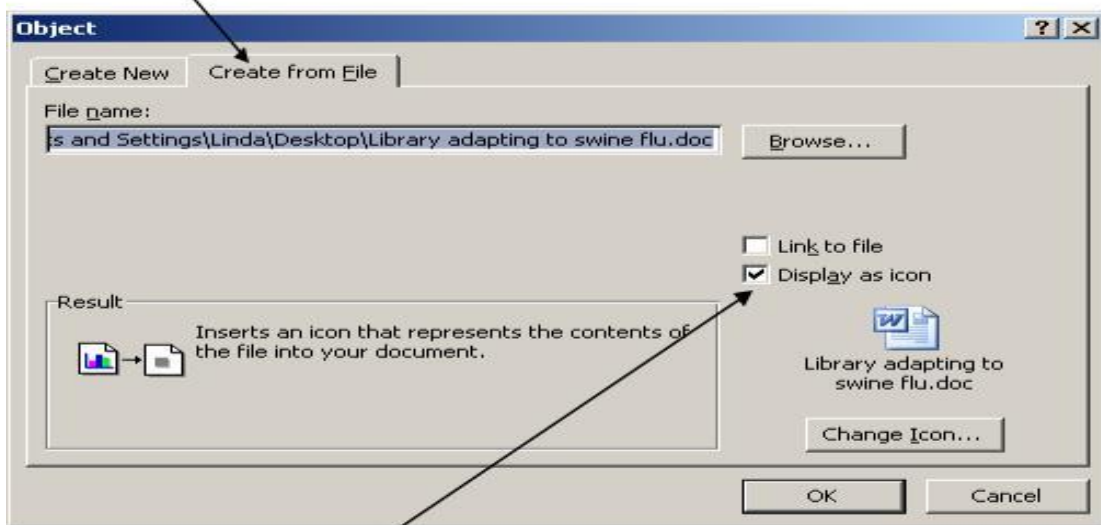 Object
Create New Create from File
File name:
s and Settings\Linda\Desktop\Library adapting to swine flu.doc Browse...
Link to file
Display as icon
Result
Inserts an icon that represents the contents of
the file into your document.
Library adapting to
swine flu.doc
Change Icon...
OK Cancel